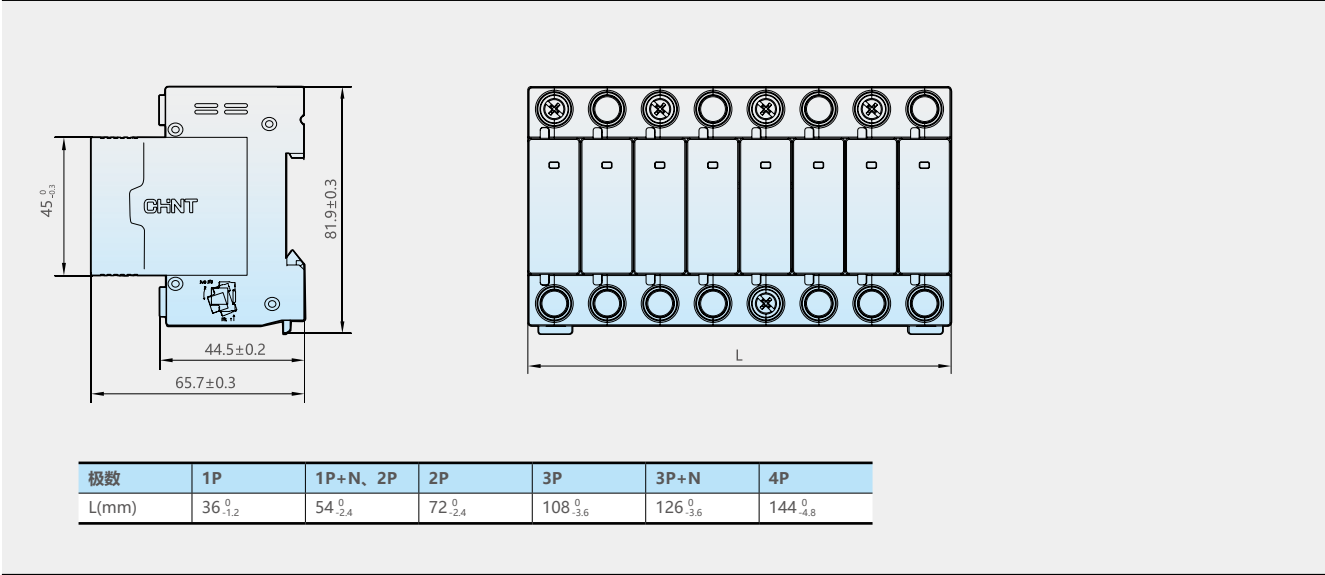 CHNT
45 0 -0.3
81.9±0.3
44.5±0.2
65.7±0.3
L
极数 1P 1P+N、2P 2P 3P 3P+N 4P
L(mm) 36 0 -1.2 54 0 -2.4 72 0 -2.4 108 0 -3.6 126 0 -3.6 144 0 -4.8